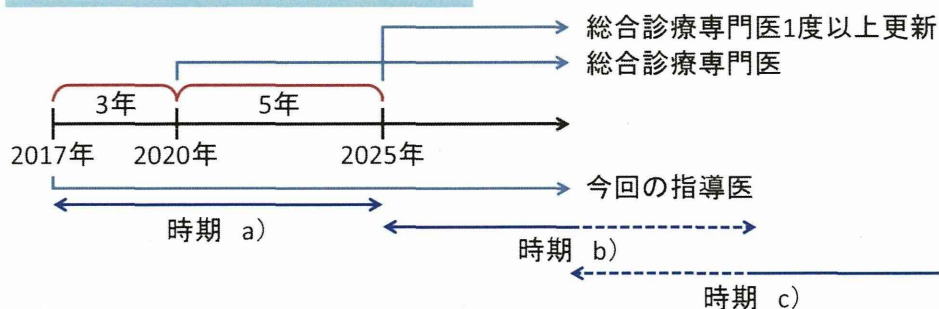 総合診療専門医1度以上更新
総合診療専門医
3年
5年
2017年
2020年
2025年
今回の指導医
時期 a)
時期 b)
時期 c)